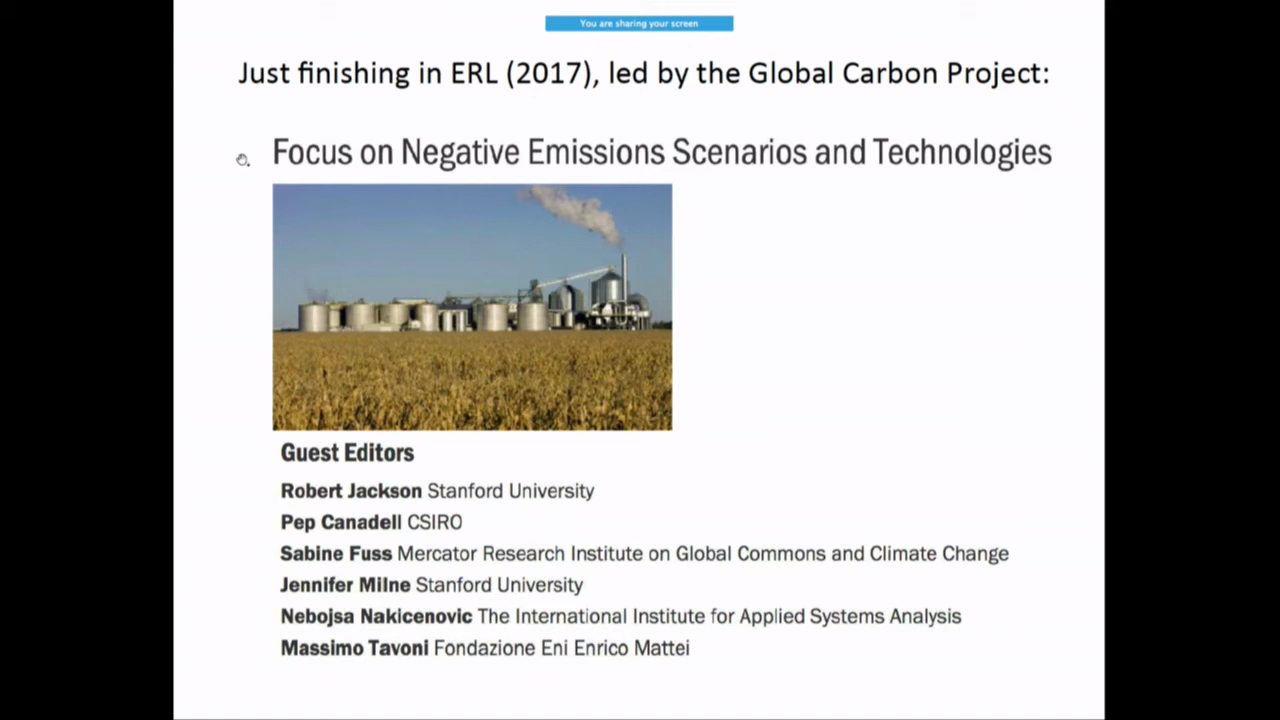 You are sharing your screen
Just finishing in ERL (2017), led by the Global Carbon Project:
Focus on Negative Emissions Scenarios and Technologies
Guest Editors
Robert Jackson Stanford University
Pep Canadell CSIRO
Sabine Fuss Mercator Research Institute on Global Commons and Climate Change
Jennifer Milne Stanford University
Nebojsa Nakicenovic The International Institute for Applied Systems Analysis
Massimo Tavoni Fondazione Eni Enrico Mattei